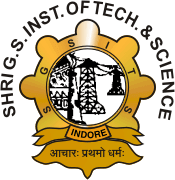 SHRI G. S. INST. OF TECH. & SCIENCE
S G S I T S
INDORE
आचारः प्रथमो धर्मः